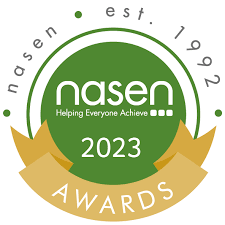 nasen • est. 1992
nasen
Helping Everyone Achieve
2023
AWARDS